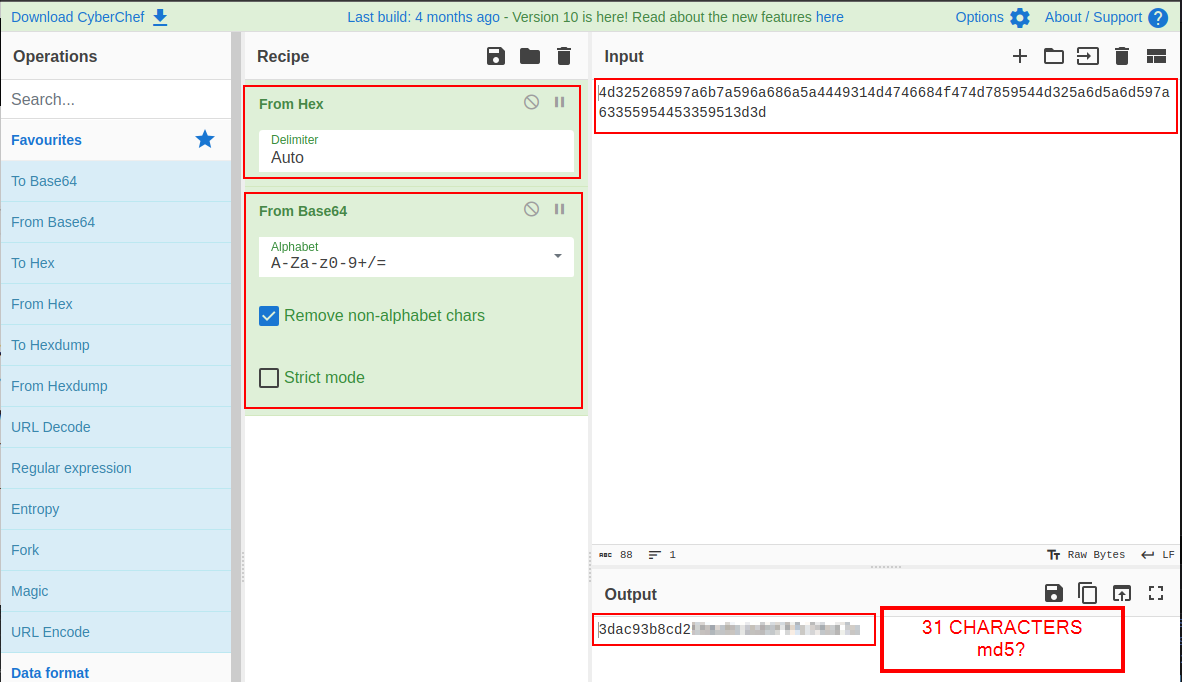 Download CyberChef
Last build: 4 months ago - Version 10 is here! Read about the new features here
Options
About / Support
Operations
Search...
Favourites
To Base64
From Base64
To Hex
From Hex
To Hexdump
From Hexdump
URL Decode
Regular expression
Entropy
Fork
Magic
URL Encode
Data format
Recipe
From Hex
Delimiter
Auto
From Base64
Alphabet
A-Za-z0-9+/=
Remove non-alphabet chars
Strict mode
Input
4d325268597a6b7a596a686a5a4449314d4746684f474d7859544d325a6d5a6d597a
63355954453359513d3d
ABC 88 1
Raw Bytes LF
Output
3dac93b8cd2
31 CHARACTERS
md5?